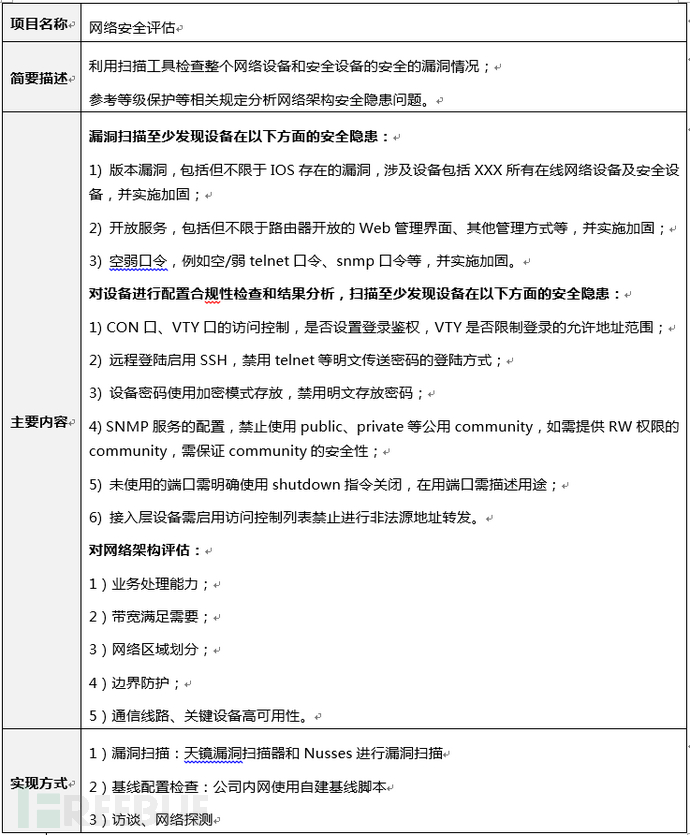 项目名称
网络安全评估
简要描述
利用扫描工具检查整个网络设备和安全设备的安全的漏洞情况；
参考等级保护等相关规定分析网络架构安全隐患问题。
主要内容
漏洞扫描至少发现设备在以下方面的安全隐患：
1) 版本漏洞，包括但不限于 IOS 存在的漏洞，涉及设备包括 XXX 所有在线网络设备及安全设
备，并实施加固；
2) 开放服务，包括但不限于路由器开放的 Web 管理界面、其他管理方式等，并实施加固；
3) 空弱口令，例如空/弱 telnet 口令、snmp 口令等，并实施加固。
对设备进行配置合规性检查和结果分析，扫描至少发现设备在以下方面的安全隐患：
1) CON 口、VTY 口的访问控制，是否设置登录鉴权，VTY 是否限制登录的允许地址范围；
2) 远程登陆启用 SSH，禁用 telnet 等明文传送密码的登陆方式；
3) 设备密码使用加密模式存放，禁用明文存放密码；
4) SNMP 服务的配置，禁止使用 public、private 等公用 community，如需提供 RW 权限的
community，需保证 community 的安全性；
5) 未使用的端口需明确使用 shutdown 指令关闭，在用端口需描述用途；
6) 接入层设备需启用访问控制列表禁止进行非法源地址转发。
对网络架构评估：
1）业务处理能力；
2）带宽满足需要；
3）网络区域划分；
4）边界防护；
5）通信线路、关键设备高可用性。
实现方式
1）漏洞扫描：天镜漏洞扫描器和 Nusses 进行漏洞扫描
2）基线配置检查：公司内网使用自建基线脚本
3）访谈、网络探测
FREEBUF